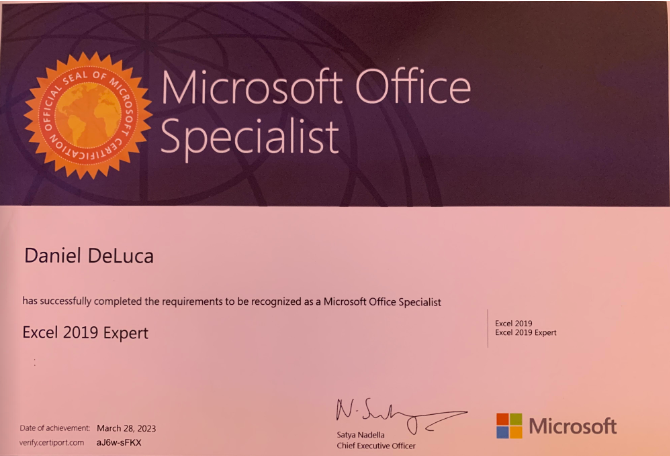 OFFICIAL SEAL OF MICROSOFT CERTIFICATION
Microsoft Office
Specialist
Daniel DeLuca
has successfully completed the requirements to be recognized as a Microsoft Office Specialist
Excel 2019 Expert
:
Excel 2019
Excel 2019 Expert
Date of achievement: March 28, 2023
verify.certiport.com aJ6w-sFKX
Satya Nadella
Chief Executive Officer
Microsoft